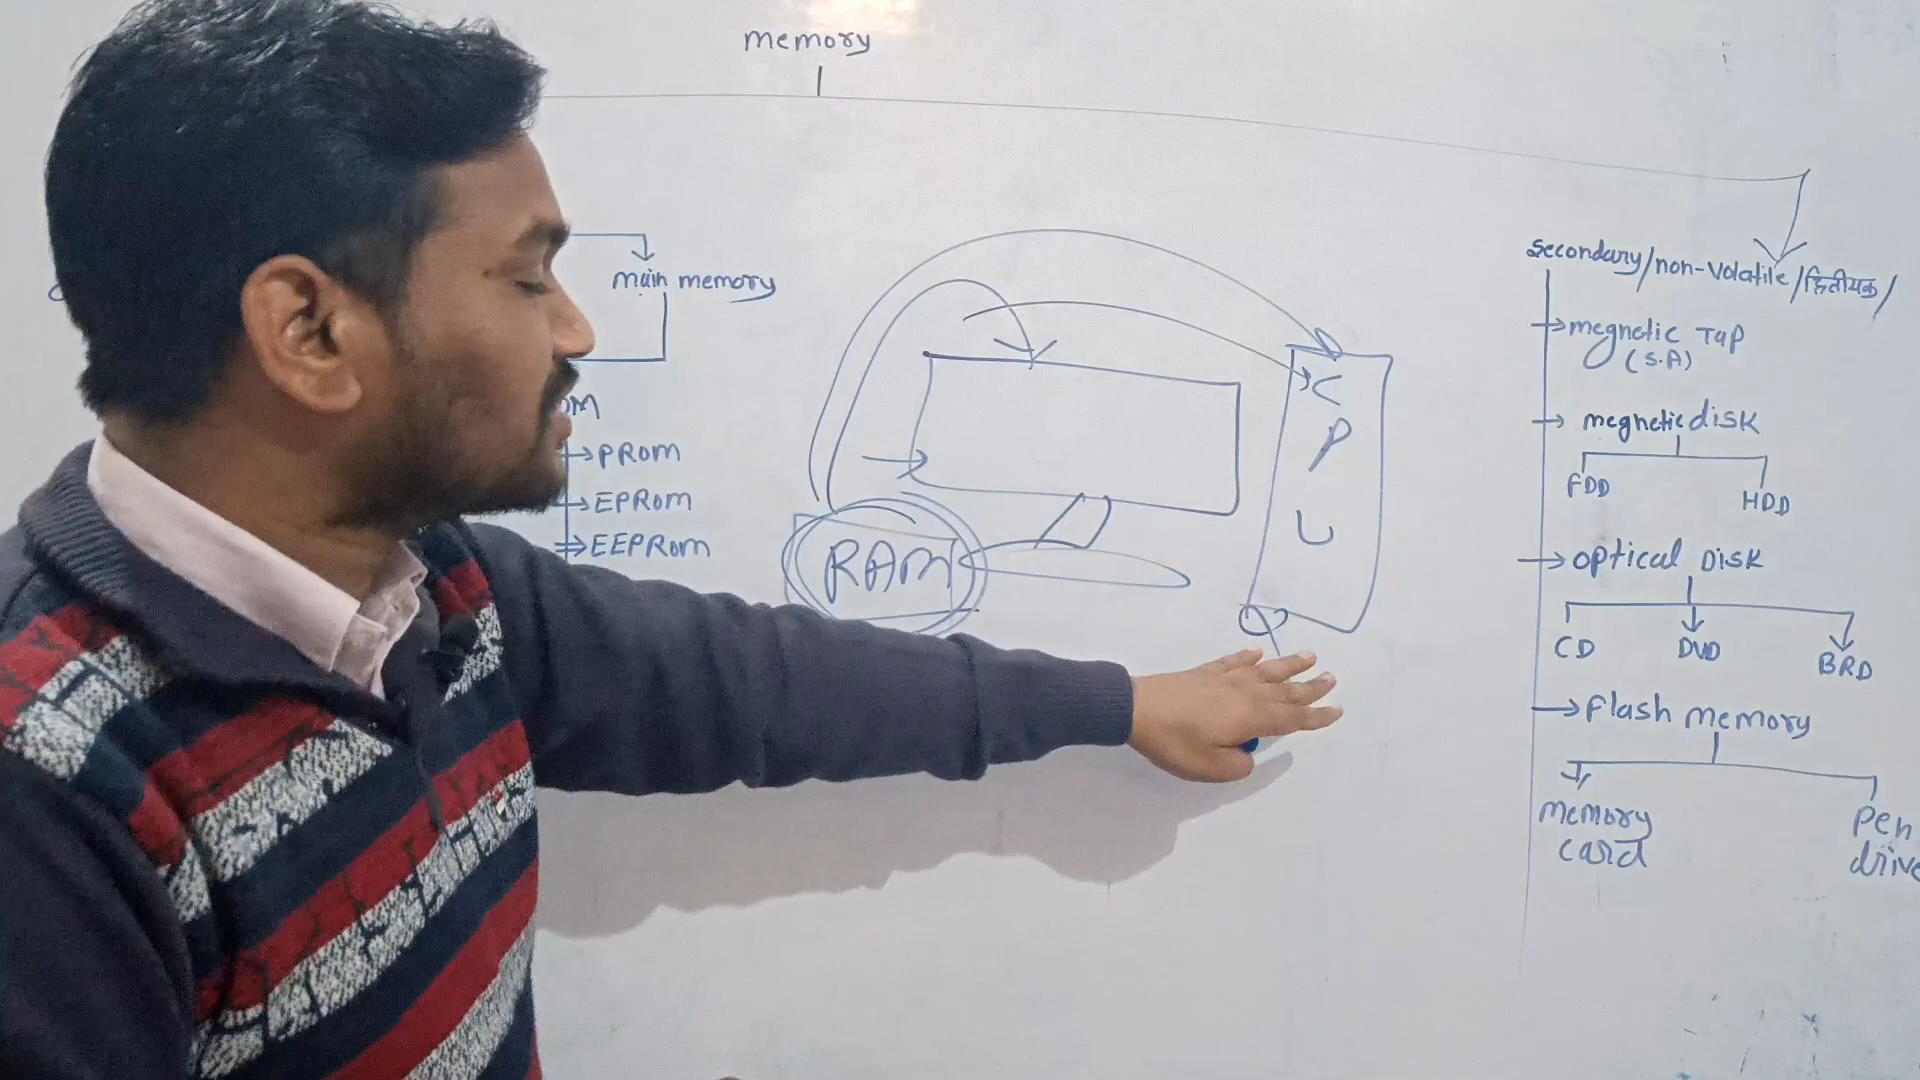 memory
main memory
OM
PROM
EPROM
EEPROM
RAM
C
P
U
Secondary/non-volatile/द्वितीयक/
megnetic Tap
(S.A)
megnetic disk
FDD
HDD
optical Disk
CD
DVD
BRD
Flash memory
memory
card
Pen
drive